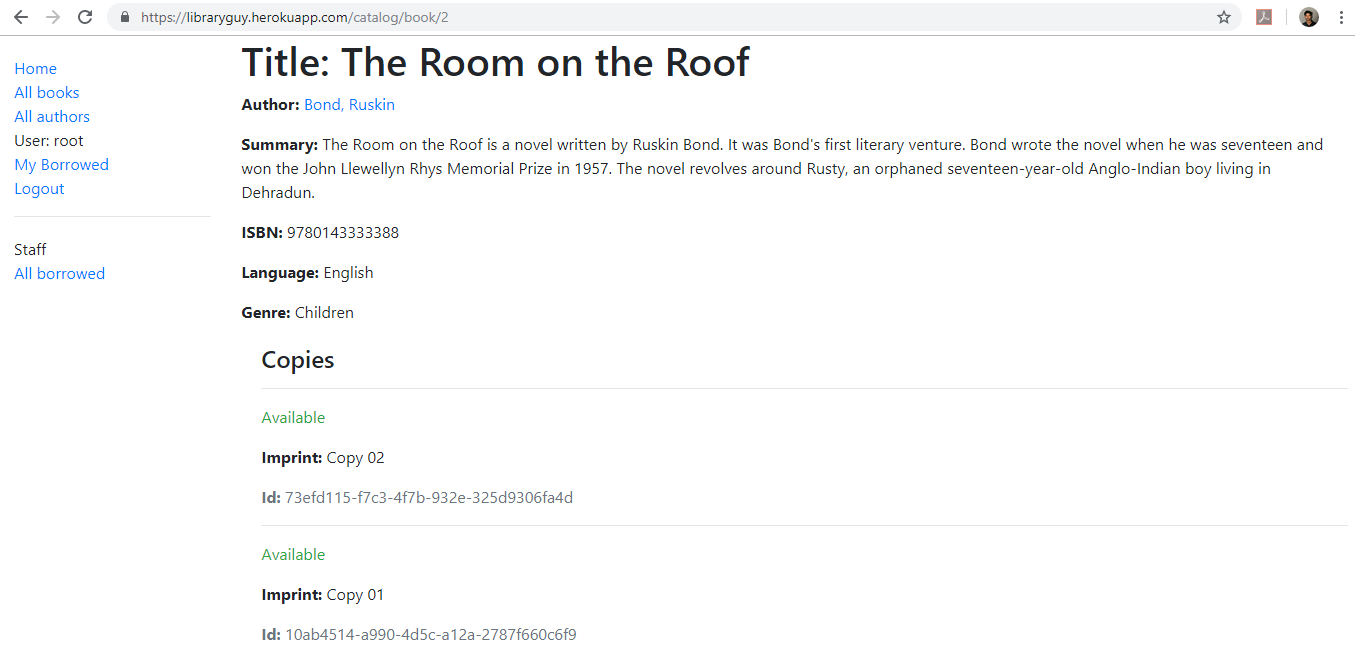 https://libraryguy.herokuapp.com/catalog/book/2
Home
All books
All authors
User: root
My Borrowed
Logout
Staff
All borrowed
Title: The Room on the Roof
Author: Bond, Ruskin
Summary: The Room on the Roof is a novel written by Ruskin Bond. It was Bond's first literary venture. Bond wrote the novel when he was seventeen and
won the John Llewellyn Rhys Memorial Prize in 1957. The novel revolves around Rusty, an orphaned seventeen-year-old Anglo-Indian boy living in
Dehradun.
ISBN: 9780143333388
Language: English
Genre: Children
Copies
Available
Imprint: Copy 02
Id: 73efd115-f7c3-4f7b-932e-325d9306fa4d
Available
Imprint: Copy 01
Id: 10ab4514-a990-4d5c-a12a-2787f660c6f9